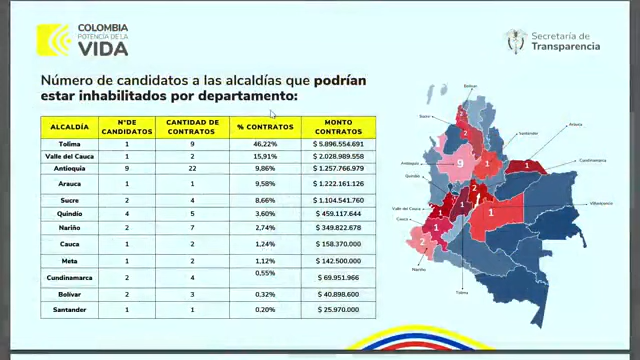 COLOMBIA
POTENCIA DE LA
VIDA
Secretaría de
Transparencia
Número de candidatos a las alcaldías que podrían
estar inhabilitados por departamento:
ALCALDÍA N°DE CANDIDATOS CANTIDAD DE CONTRATOS % CONTRATOS MONTO CONTRATOS
Tolima 1 9 46,22% $ 5.896.554.691
Valle del Cauca 1 2 15,91% $ 2.028.989.558
Antioquia 9 22 9,86% $ 1.257.766.979
Arauca 1 1 9,58% $ 1.222.161.126
Sucre 2 4 8,66% $ 1.104.541.760
Quindío 4 5 3,60% $ 459.117.644
Nariño 2 7 2,74% $ 349.822.678
Cauca 1 2 1,24% $ 158.370.000
Meta 1 2 1,12% $ 142.500.000
Cundinamarca 2 4 0,55% $ 69.951.966
Bolívar 2 3 0,32% $ 40.898.600
Santander 1 1 0,20% $ 25.970.000
Bolívar
Sucre
Santander
Arauca
Antioquia
Cundinamarca
Quindío
Valle del Cauca
Villavicencio
Cauca
Nariño
Tolima
2
9
1
1
2
1
1
1
2